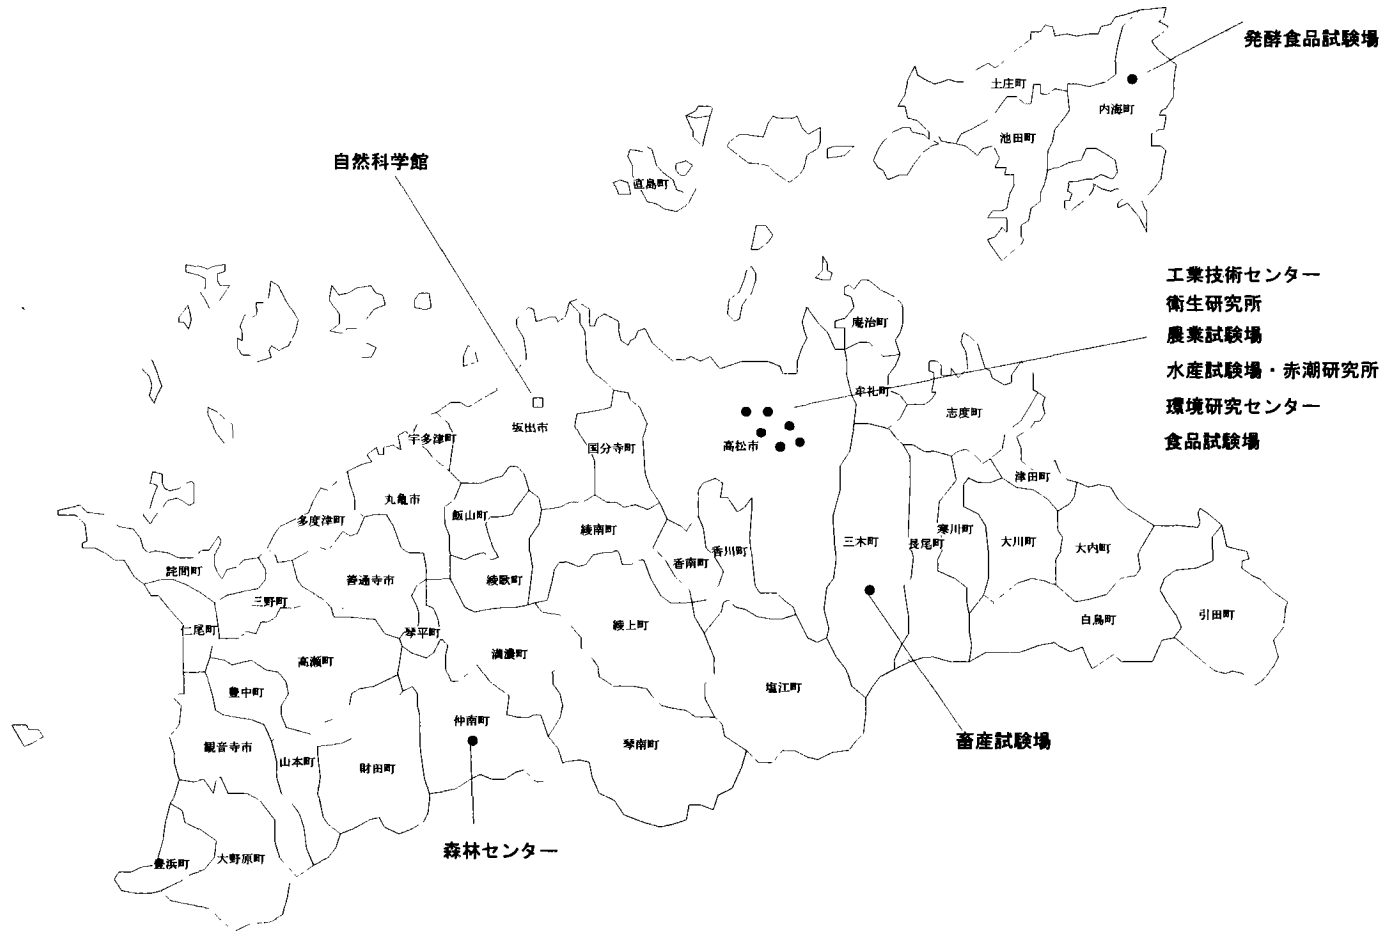 発酵食品試験場
土庄町
内海町
池田町
自然科学館
直島町
工業技術センター
衛生研究所
農業試験場
水産試験場・赤潮研究所
環境研究センター
食品試験場
庵治町
牟礼町
志度町
坂出市
宇多津町
国分寺町
高松市
津田町
丸亀市
飯山町
多度津町
綾南町
寒川町
三木町
長尾町
大川町
大内町
香川町
香南町
詫間町
善通寺市
綾歌町
三野町
仁尾町
琴平町
綾上町
白鳥町
引田町
高瀬町
満濃町
豊中町
塩江町
仲南町
観音寺市
山本町
財田町
琴南町
畜産試験場
森林センター
豊浜町
大野原町